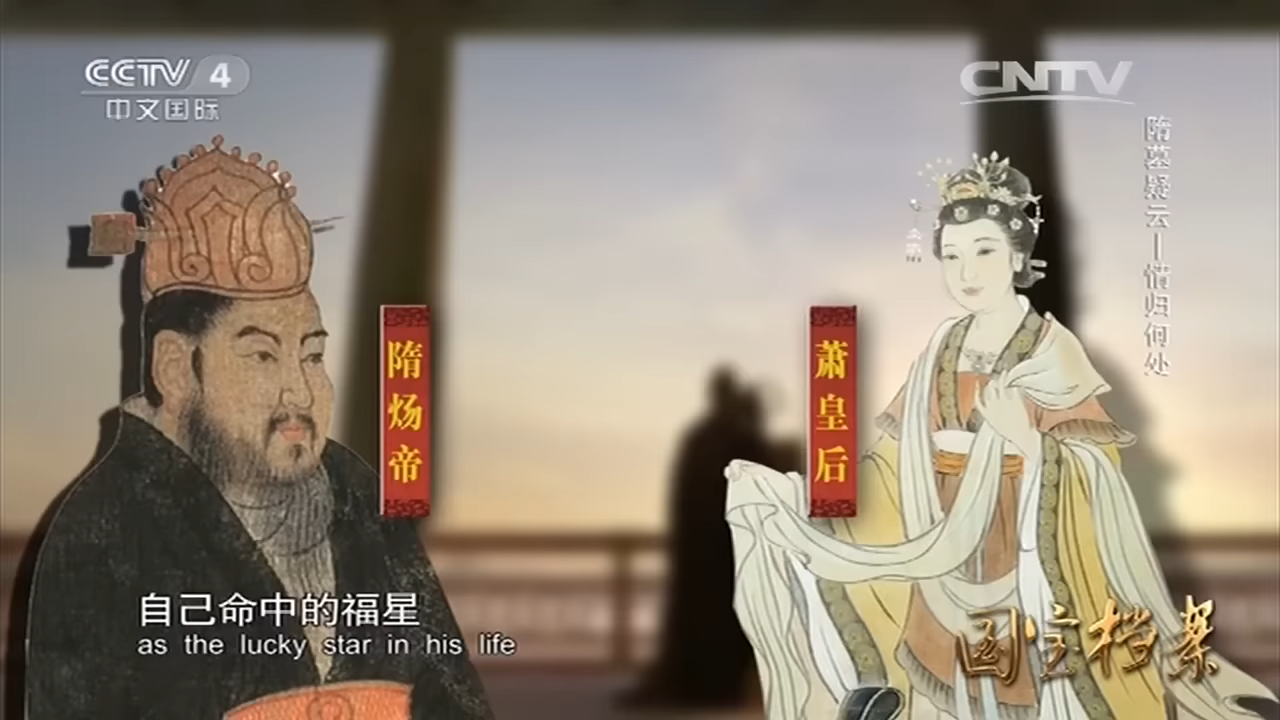 CCTV 4
中文国际
CNTV
隋墓疑云—情归何处
隋炀帝
萧皇后
自己命中的福星
as the lucky star in his life
国宝档案